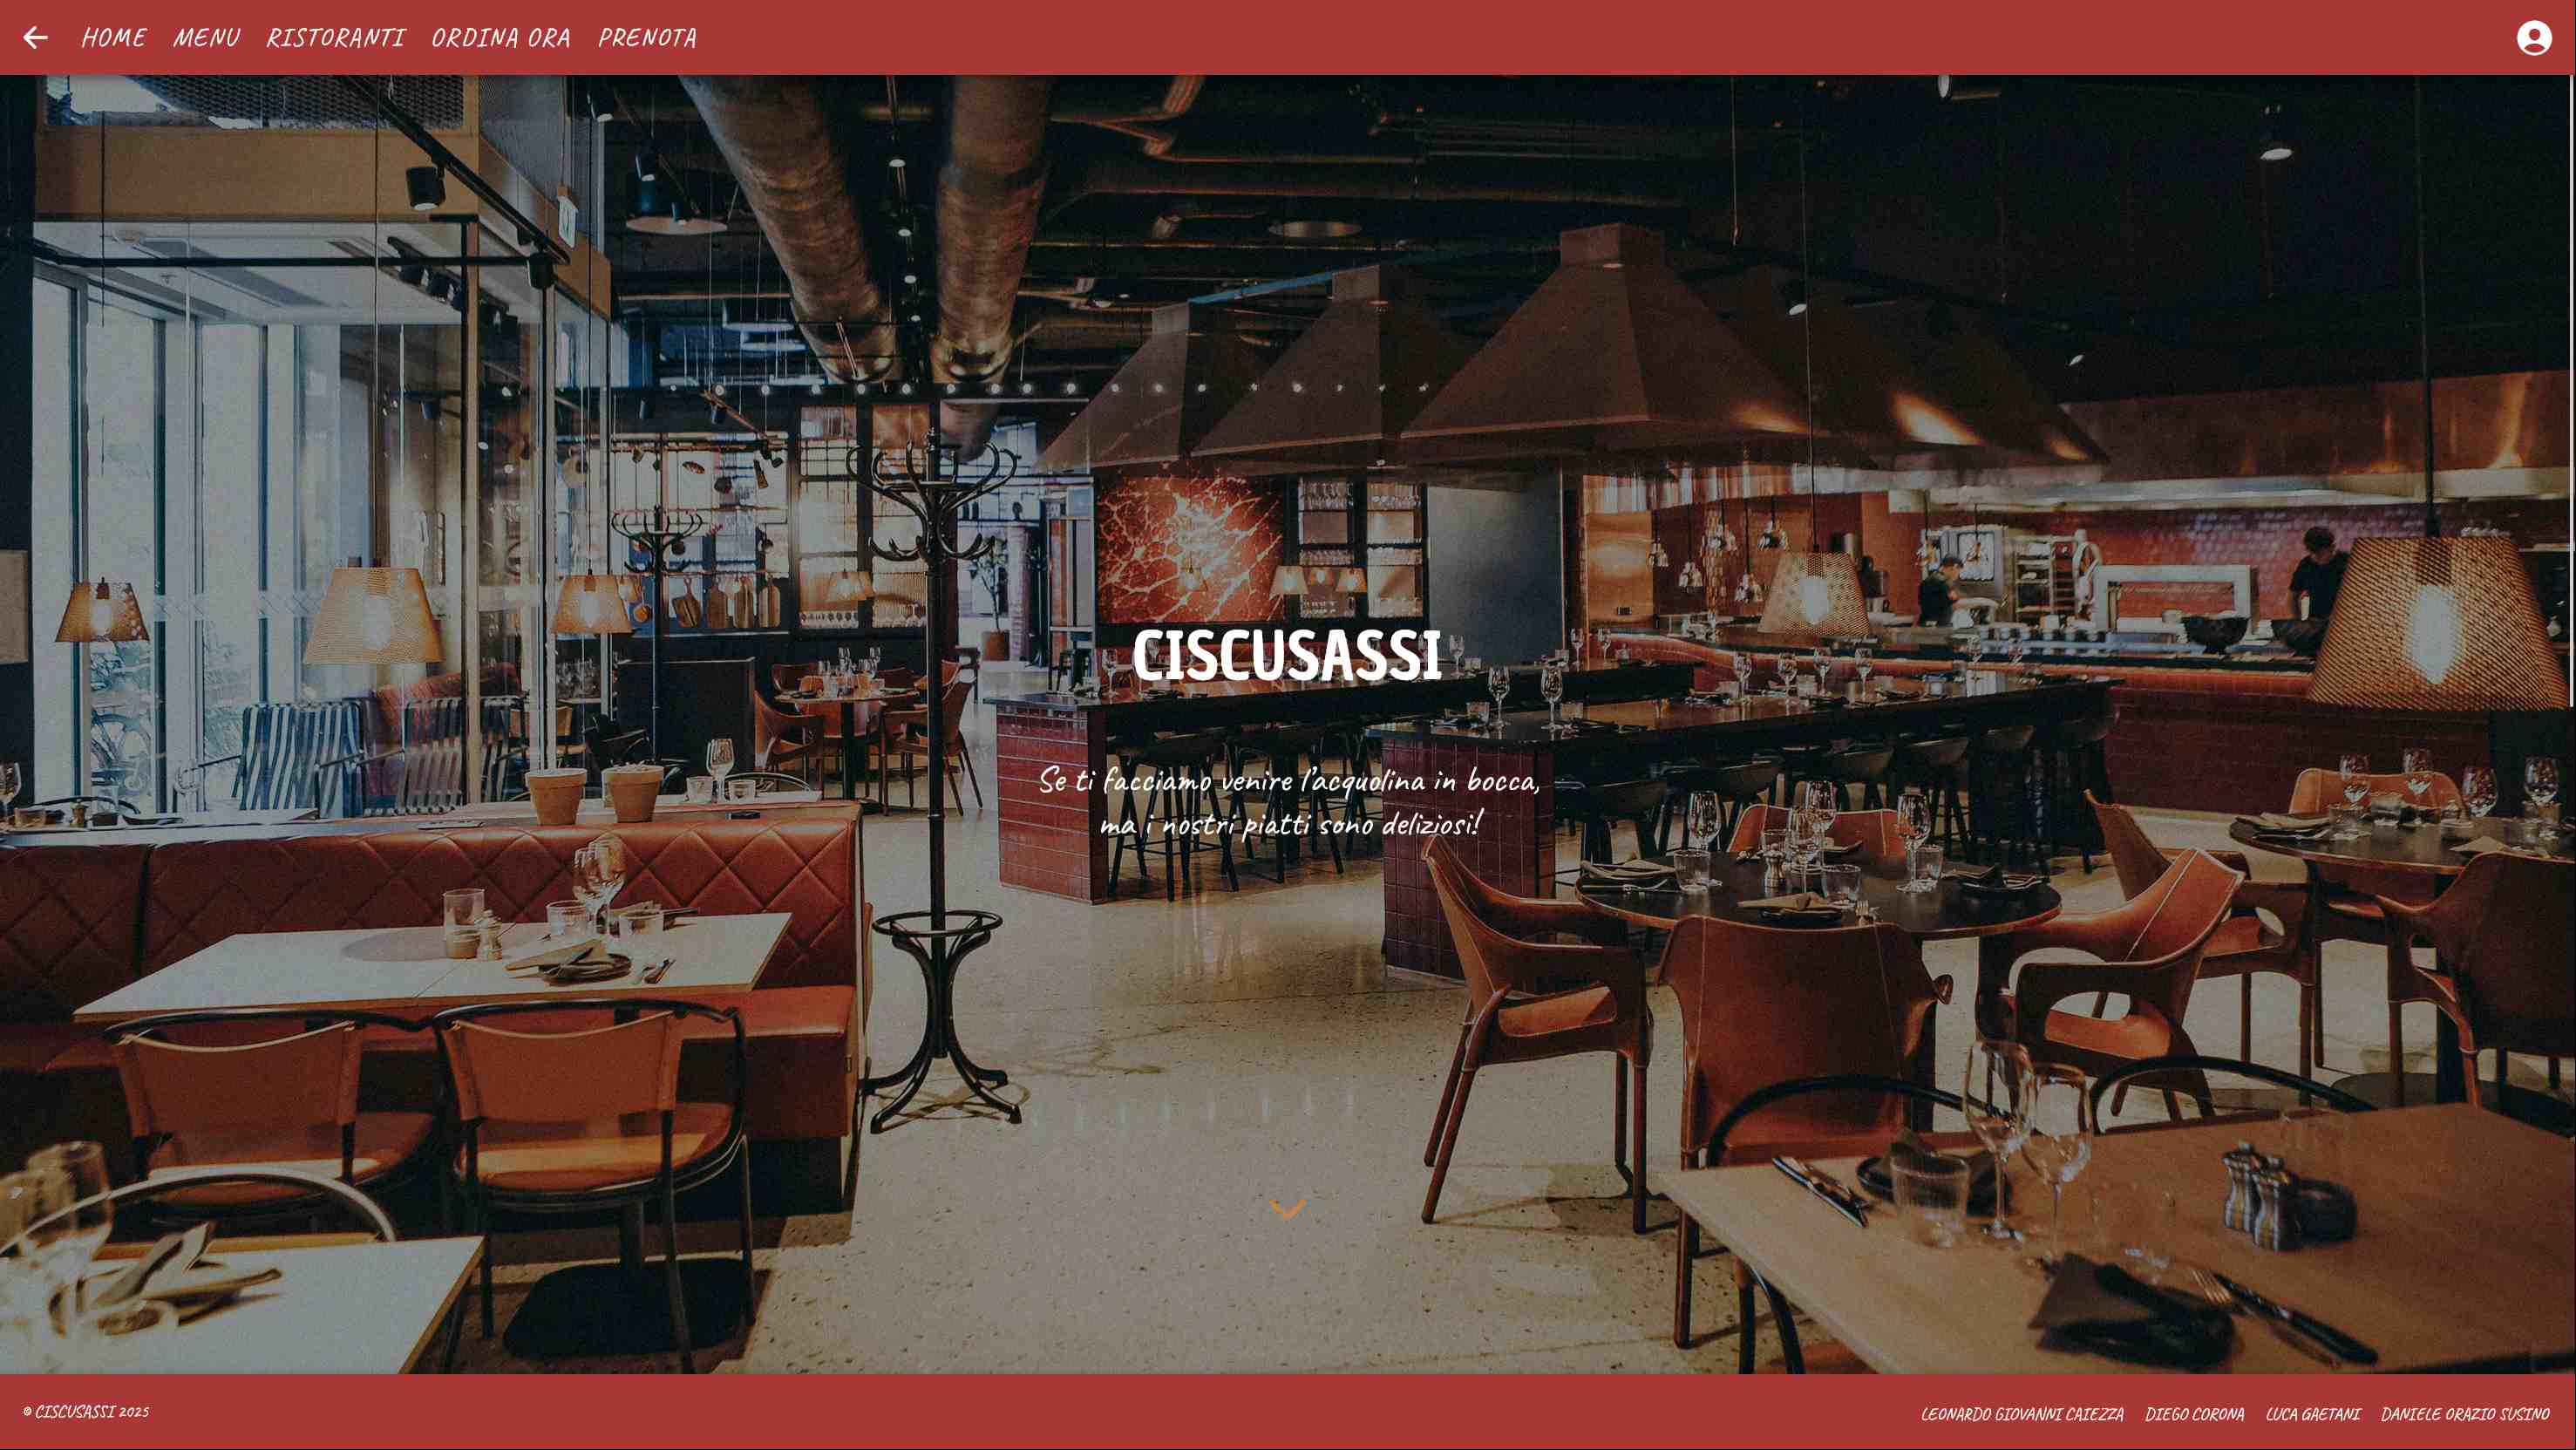 HOME MENU RISTORANTI ORDINA ORA PRENOTA
CISCUSASSI
Se ti facciamo venire l'acquolina in bocca,
ma i nostri piatti sono deliziosi!
© CISCUSASSI 2025 LEONARDO GIOVANNI CAIEZZA DIEGO CORONA LUCA GAETANI DANIELE ORAZIO SUSINO